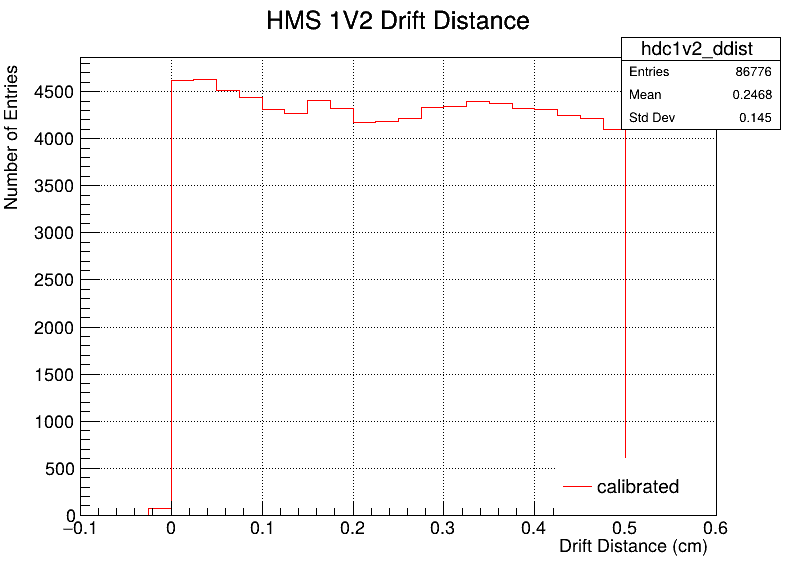 HMS 1V2 Drift Distance
hdc1v2_ddist
Entries 86776
Mean 0.2468
Std Dev 0.145
Number of Entries
4500
4000
3500
3000
2500
2000
1500
1000
500
0
−0.1 0 0.1 0.2 0.3 0.4 0.5 0.6
Drift Distance (cm)
calibrated